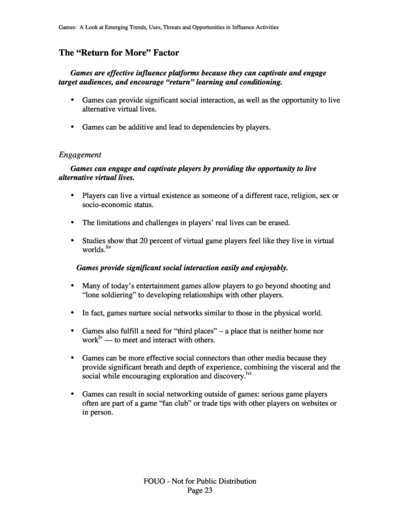 Games: A Look at Emerging Trends, Uses, Threats and Opportunities in Influence Activities
The “Return for More” Factor
Games are effective influence platforms because they can captivate and engage
target audiences, and encourage “return” learning and conditioning.
• Games can provide significant social interaction, as well as the opportunity to live
alternative virtual lives.
• Games can be additive and lead to dependencies by players.
Engagement
Games can engage and captivate players by providing the opportunity to live
alternative virtual lives.
• Players can live a virtual existence as someone of a different race, religion, sex or
socio-economic status.
• The limitations and challenges in players’ real lives can be erased.
• Studies show that 20 percent of virtual game players feel like they live in virtual
worlds.liv
Games provide significant social interaction easily and enjoyably.
• Many of today’s entertainment games allow players to go beyond shooting and
“lone soldiering” to developing relationships with other players.
• In fact, games nurture social networks similar to those in the physical world.
• Games also fulfill a need for “third places” – a place that is neither home nor
worklv — to meet and interact with others.
• Games can be more effective social connectors than other media because they
provide significant breath and depth of experience, combining the visceral and the
social while encouraging exploration and discovery.lvi
• Games can result in social networking outside of games: serious game players
often are part of a game “fan club” or trade tips with other players on websites or
in person.
FOUO - Not for Public Distribution
Page 23